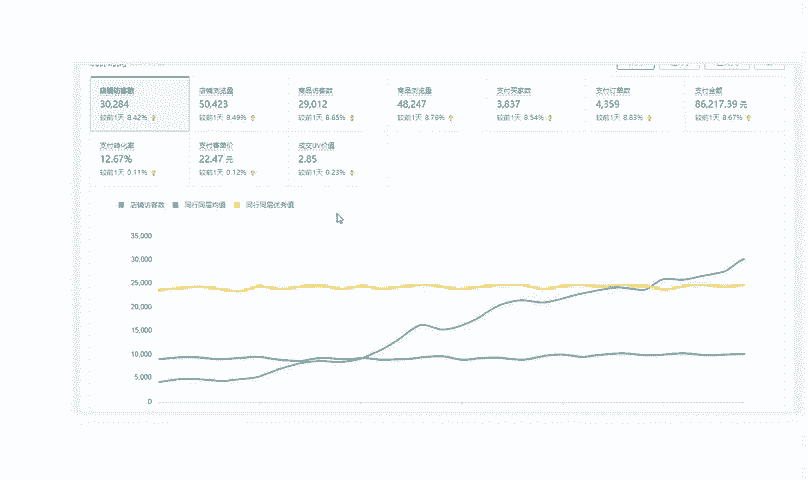 店铺访客数
30,284
较前1天 8.42%
店铺浏览量
50,423
较前1天 8.49%
商品访客数
29,012
较前1天 8.65%
商品浏览量
48,247
较前1天 8.78%
支付买家数
3,837
较前1天 8.54%
支付订单数
4,359
较前1天 8.83%
支付金额
86,217.39 元
较前1天 8.67%
支付转化率
12.67%
较前1天 0.11%
支付客单价
22.47 元
较前1天 0.12%
成交UV价值
2.85
较前1天 0.23%
店铺访客数 同行同层均值 同行同层优秀值
35,000
30,000
25,000
20,000
15,000
10,000
5,000
0